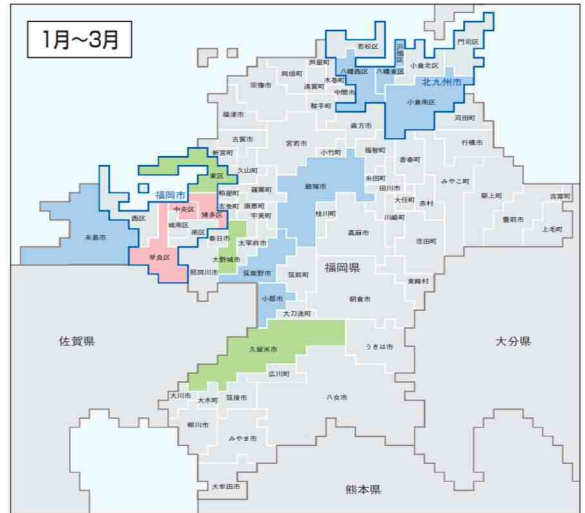 1月～3月
芦屋町
若松区
戸畑区
門司区
岡垣町
水巻町
八幡西区
八幡東区
小倉北区
宗像市
遠賀町
中間市
北九州市
小倉南区
鞍手町
福津市
直方市
苅田町
古賀市
宮若市
行橋市
新宮町
小竹町
福智町
香春町
東区
久山町
みやこ町
糸田町
粕屋町
篠栗町
飯塚市
田川市
福岡市
大任町
築上町
吉富町
中央区
博多区
志免町
須恵町
赤村
西区
宇美町
桂川町
川崎町
豊前市
上毛町
城南区
南区
春日市
太宰府市
嘉麻市
添田町
糸島市
早良区
大野城市
那珂川市
筑紫野市
筑前町
福岡県
東峰村
小郡市
朝倉市
大刀洗町
佐賀県
大分県
久留米市
うきは市
広川町
大川市
大木町
筑後市
八女市
柳川市
みやま市
大牟田市
熊本県